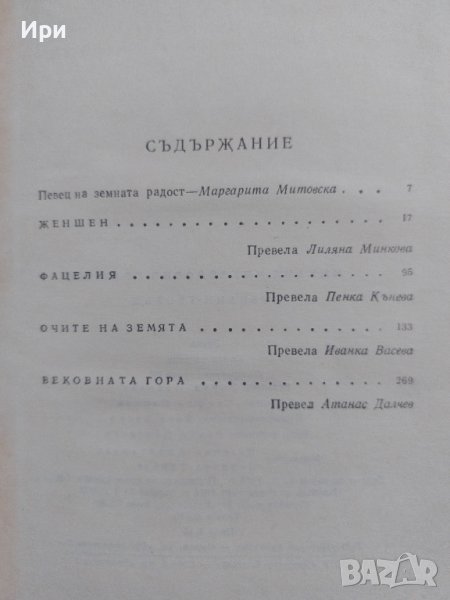 Ири
СЪДЪРЖАНИЕ
Певец на земната радост — Маргарита Митовска . . . 7
ЖЕНШЕН . . . . . . . . . . . . . . . . . . . . 17
Превела Лиляна Минкова
ФАЦЕЛИЯ . . . . . . . . . . . . . . . . . . . 95
Превела Пенка Кънева
ОЧИТЕ НА ЗЕМЯТА . . . . . . . . . . . . . . 133
Превела Иванка Васева
ВЕКОВНАТА ГОРА . . . . . . . . . . . . . . . 269
Превел Атанас Далчев
BAZAR